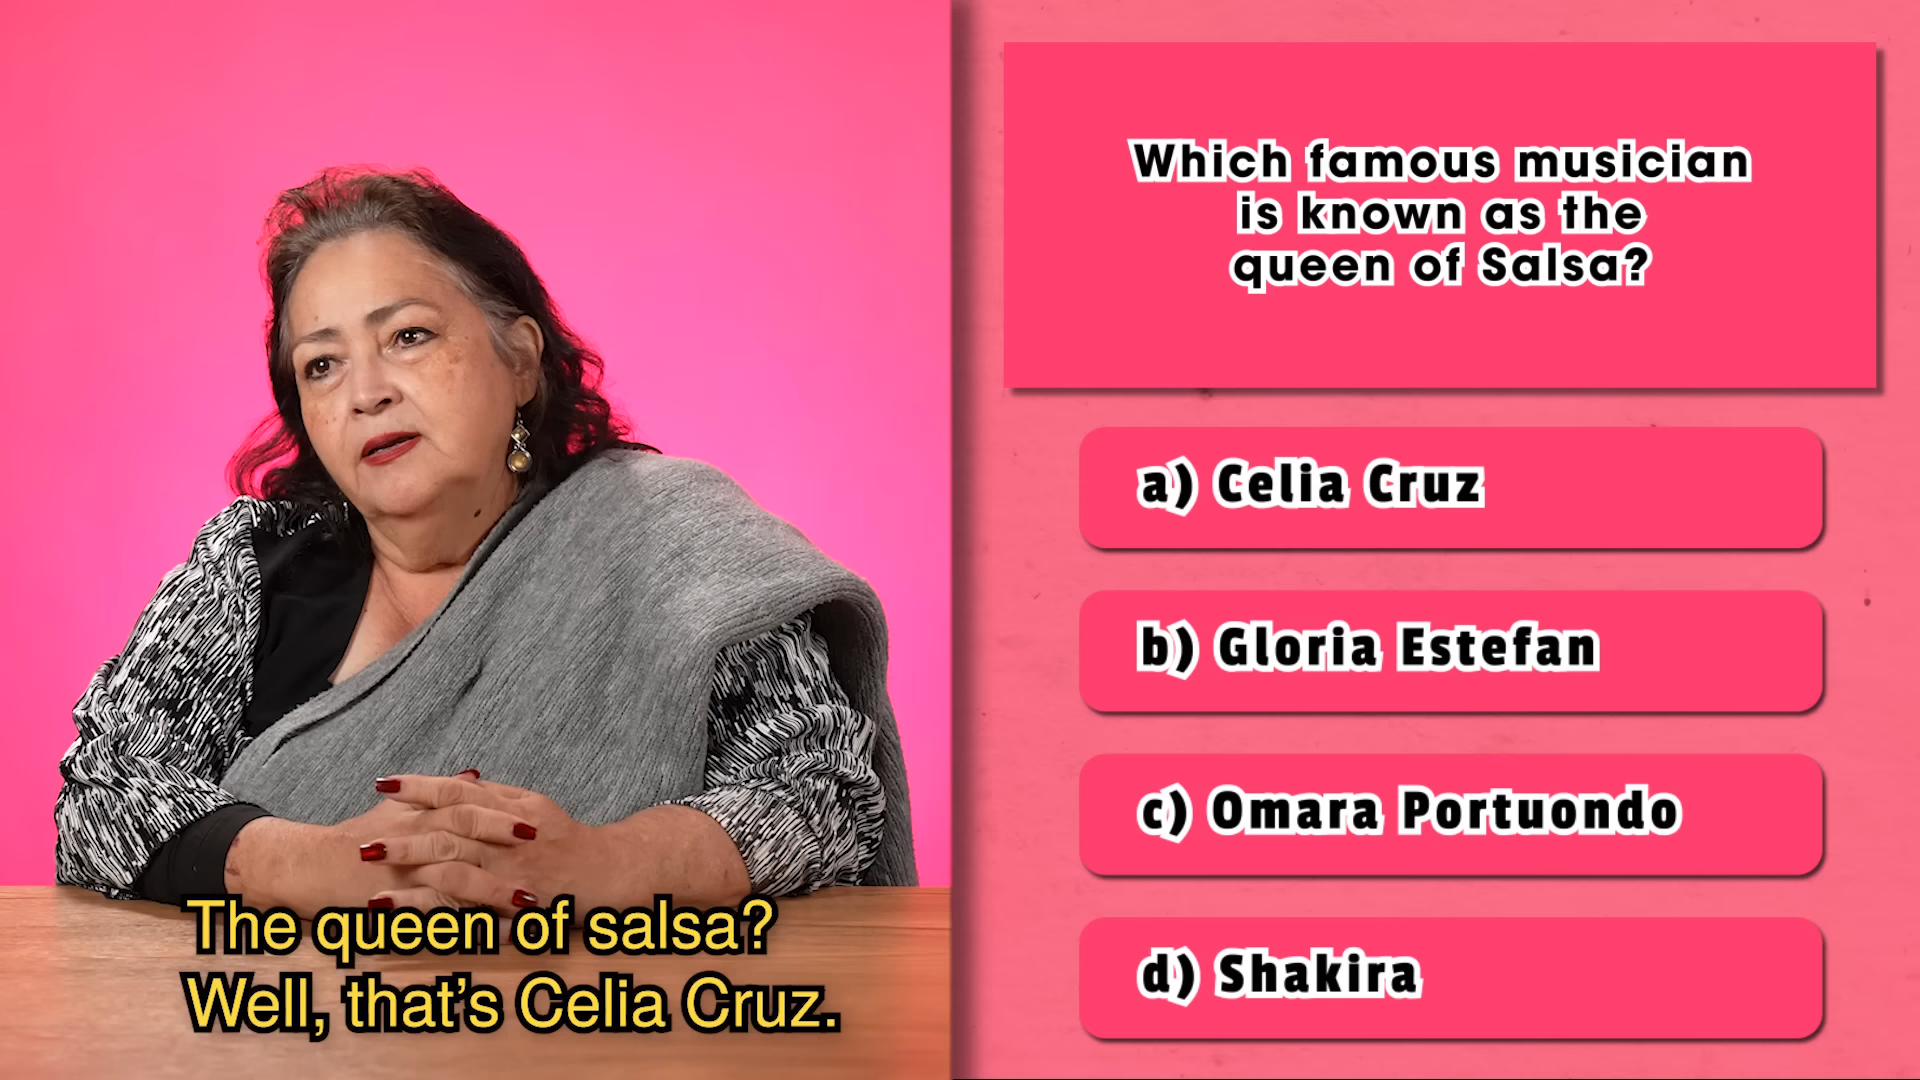 Which famous musician
is known as the
queen of Salsa?
a) Celia Cruz
b) Gloria Estefan
c) Omara Portuondo
d) Shakira
The queen of salsa?
Well, that's Celia Cruz.